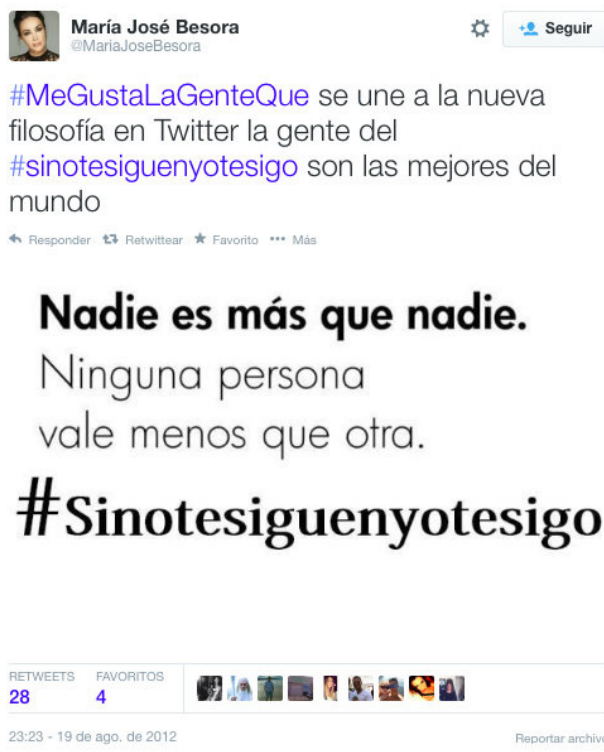 María José Besora
@MariaJoseBesora
Seguir
#MeGustaLaGenteQue se une a la nueva
filosofía en Twitter la gente del
#sinotesiguenyotesigo son las mejores del
mundo
Responder Retwittear Favorito Más
Nadie es más que nadie.
Ninguna persona
vale menos que otra.
#Sinotesiguenyotesigo
RETWEETS FAVORITOS
28 4
23:23 - 19 de ago. de 2012
Reportar archivo